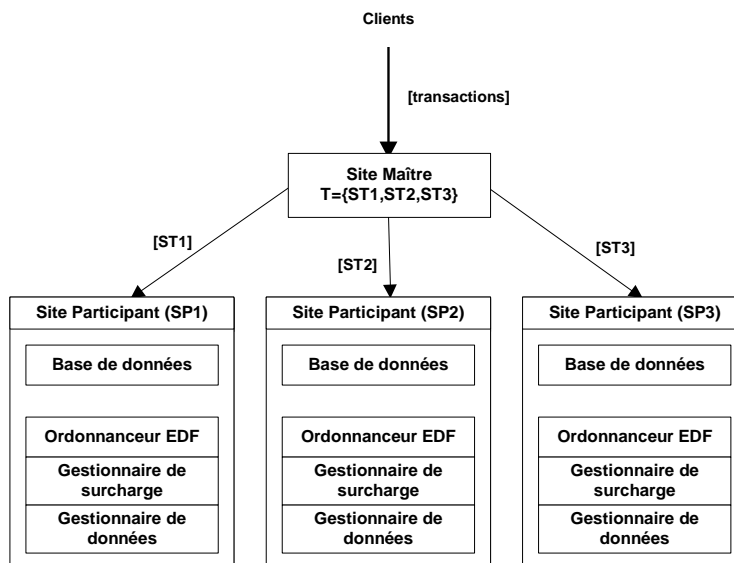 Clients
[transactions]
Site Maître
T={ST1,ST2,ST3}
[ST1]
[ST2]
[ST3]
Site Participant (SP1)
Base de données
Ordonnanceur EDF
Gestionnaire de
surcharge
Gestionnaire de
données
Site Participant (SP2)
Base de données
Ordonnanceur EDF
Gestionnaire de
surcharge
Gestionnaire de
données
Site Participant (SP3)
Base de données
Ordonnanceur EDF
Gestionnaire de
surcharge
Gestionnaire de
données